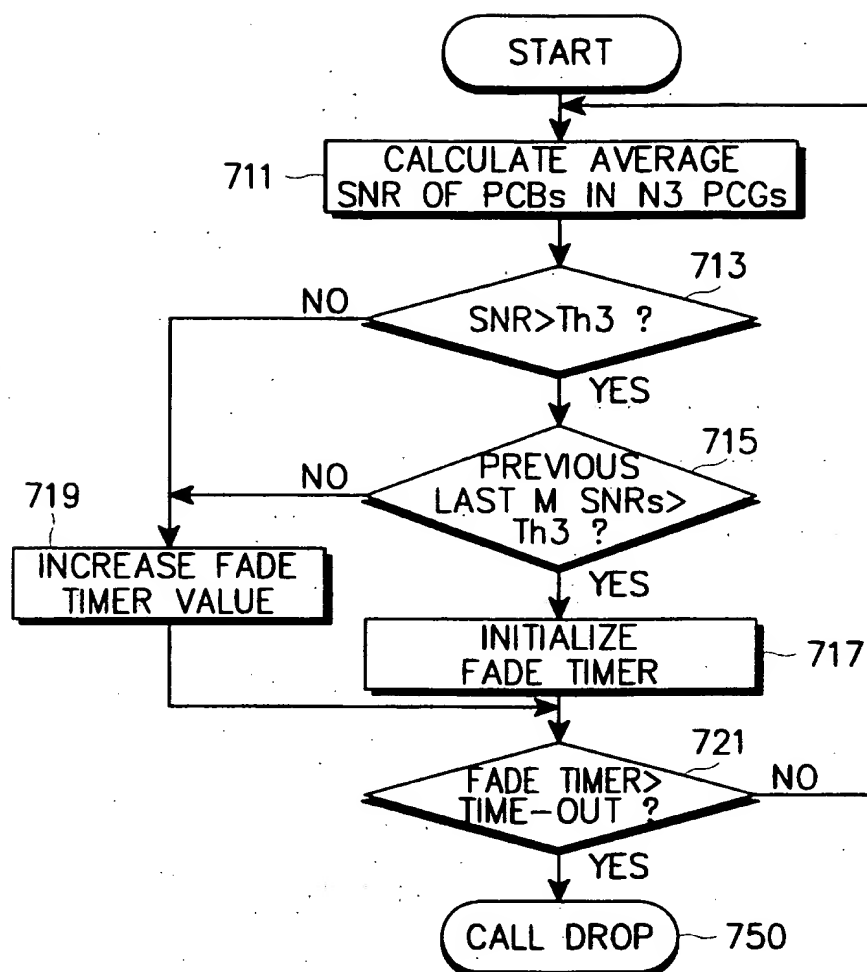 START
711
CALCULATE AVERAGE
SNR OF PCBs IN N3 PCGs
713
NO
SNR>Th3 ?
YES
715
NO
PREVIOUS
LAST M SNRs>
Th3 ?
719
INCREASE FADE
TIMER VALUE
YES
INITIALIZE
FADE TIMER
717
721
FADE TIMER>
TIME-OUT ?
NO
YES
CALL DROP
750